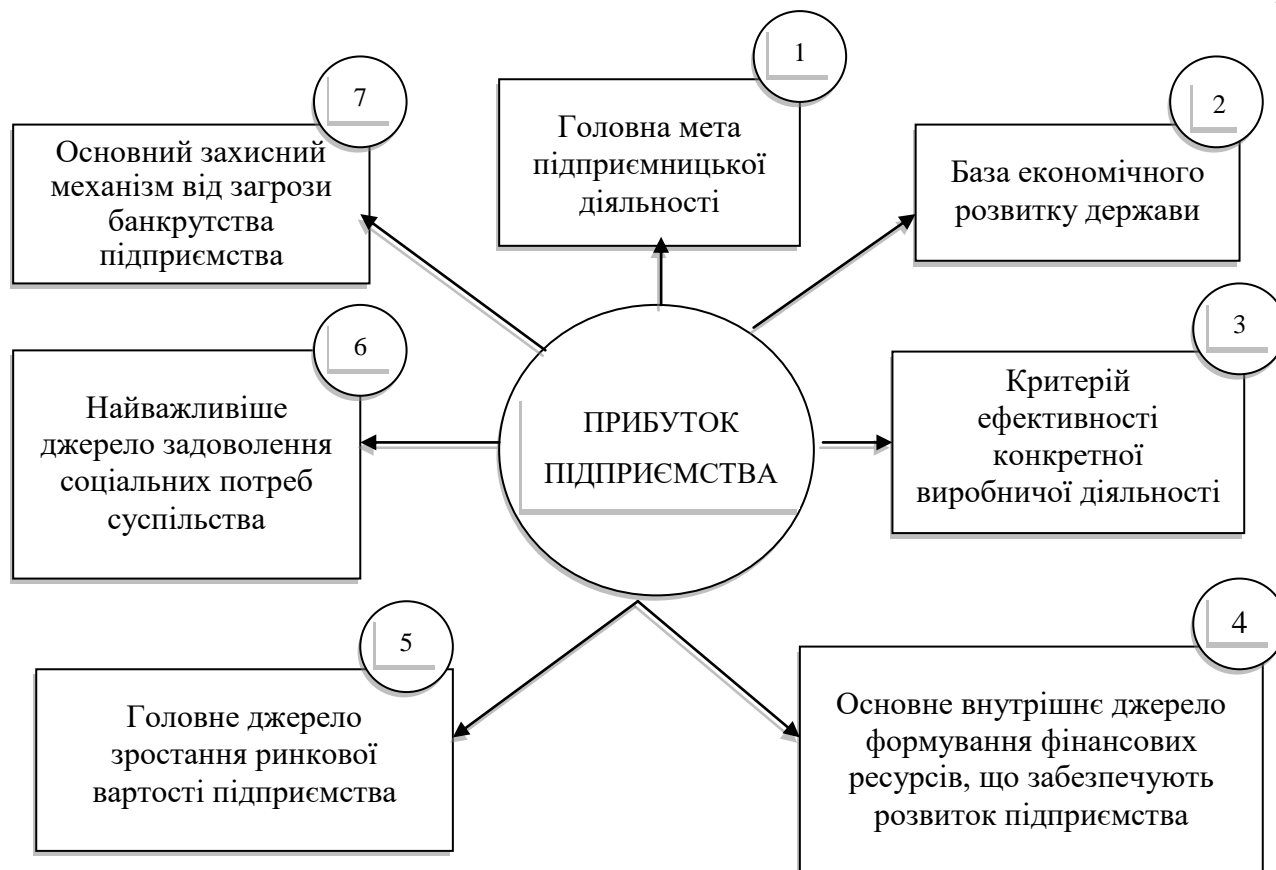 1
Головна мета
підприємницької
діяльності
2
База економічного
розвитку держави
3
Критерій
ефективності
конкретної
виробничої діяльності
4
Основне внутрішнє джерело
формування фінансових
ресурсів, що забезпечують
розвиток підприємства
5
Головне джерело
зростання ринкової
вартості підприємства
6
Найважливіше
джерело задоволення
соціальних потреб
суспільства
7
Основний захисний
механізм від загрози
банкрутства
підприємства
ПРИБУТОК
ПІДПРИЄМСТВА